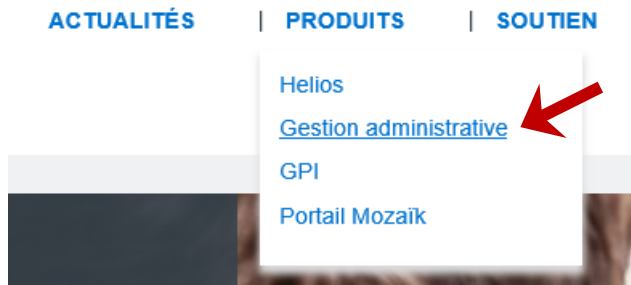 ACTUALITÉS | PRODUITS | SOUTIEN
Helios
Gestion administrative
GPI
Portail Mozaïk